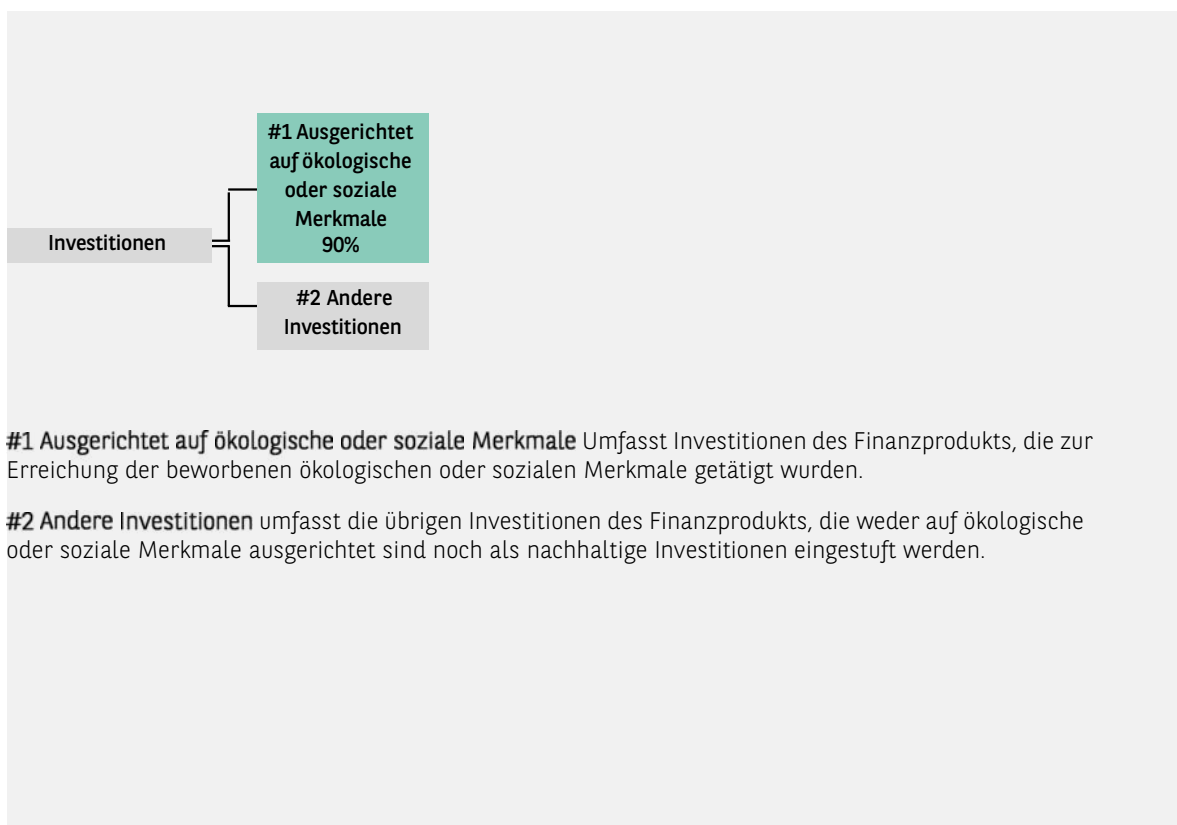 #1 Ausgerichtet
auf ökologische
oder soziale
Merkmale
90%
Investitionen
#2 Andere
Investitionen
#1 Ausgerichtet auf ökologische oder soziale Merkmale Umfasst Investitionen des Finanzprodukts, die zur
Erreichung der beworbenen ökologischen oder sozialen Merkmale getätigt wurden.
#2 Andere Investitionen umfasst die übrigen Investitionen des Finanzprodukts, die weder auf ökologische
oder soziale Merkmale ausgerichtet sind noch als nachhaltige Investitionen eingestuft werden.